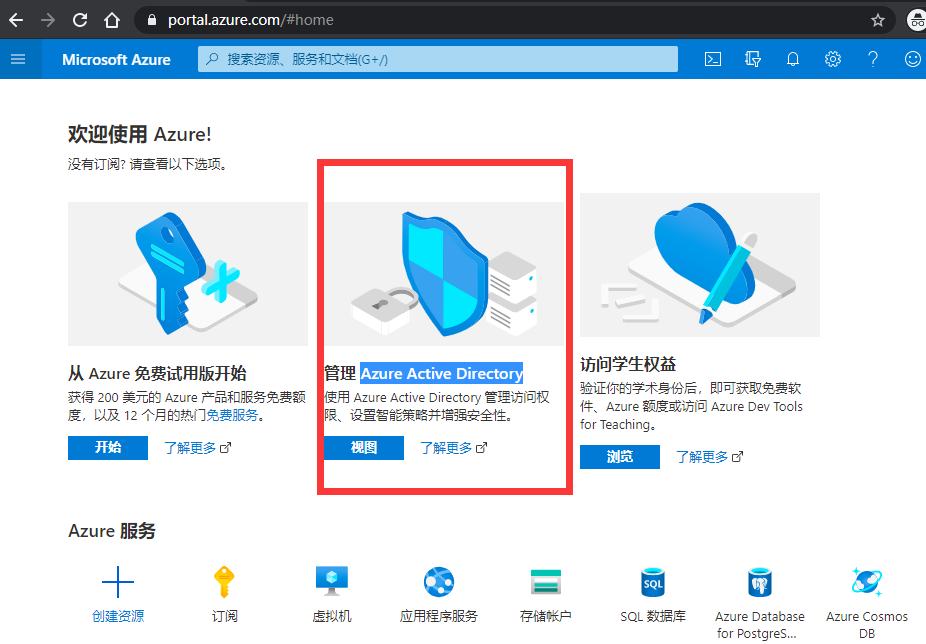 portal.azure.com/#home
Microsoft Azure
搜索资源、服务和文档(G+/)
欢迎使用 Azure!
没有订阅? 请查看以下选项。
从 Azure 免费试用版开始
获得 200 美元的 Azure 产品和服务免费额
度，以及 12 个月的热门免费服务。
开始
了解更多
管理 Azure Active Directory
使用 Azure Active Directory 管理访问权
限、设置智能策略并增强安全性。
视图
了解更多
访问学生权益
验证你的学术身份后，即可获取免费软
件、Azure 额度或访问 Azure Dev Tools
for Teaching。
浏览
了解更多
Azure 服务
创建资源
订阅
虚拟机
应用程序服务
存储帐户
SQL
SQL 数据库
Azure Database
for PostgreS...
Azure Cosmos
DB